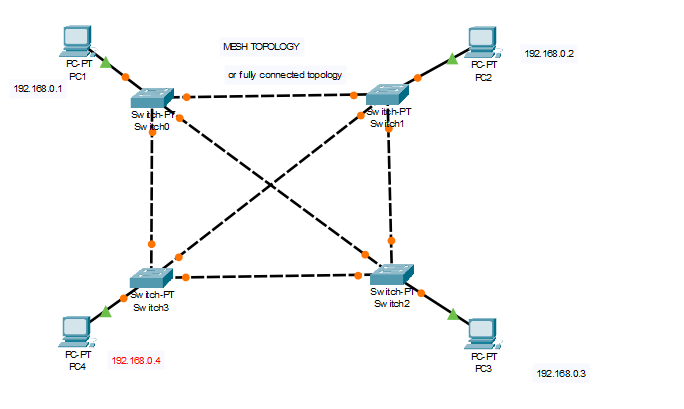 MESH TOPOLOGY
or fully connected topology
PC-PT
PC1
192.168.0.1
PC-PT
PC2
192.168.0.2
Switch-PT
Switch0
Switch-PT
Switch1
Switch-PT
Switch3
Switch-PT
Switch2
PC-PT
PC4
192.168.0.4
PC-PT
PC3
192.168.0.3